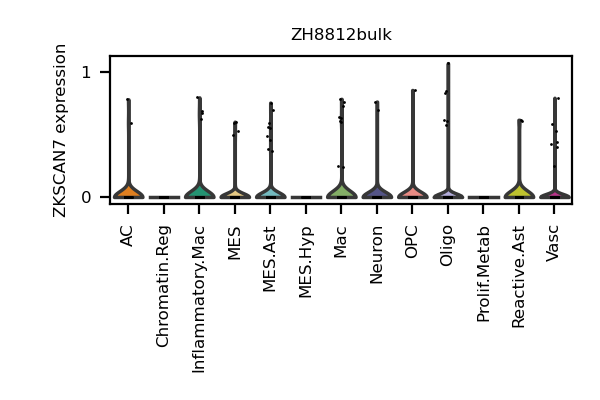 ZH8812bulk
ZKSCAN7 expression
1
0
AC
Chromatin.Reg
Inflammatory.Mac
MES
MES.Ast
MES.Hyp
Mac
Neuron
OPC
Oligo
Prolif.Metab
Reactive.Ast
Vasc